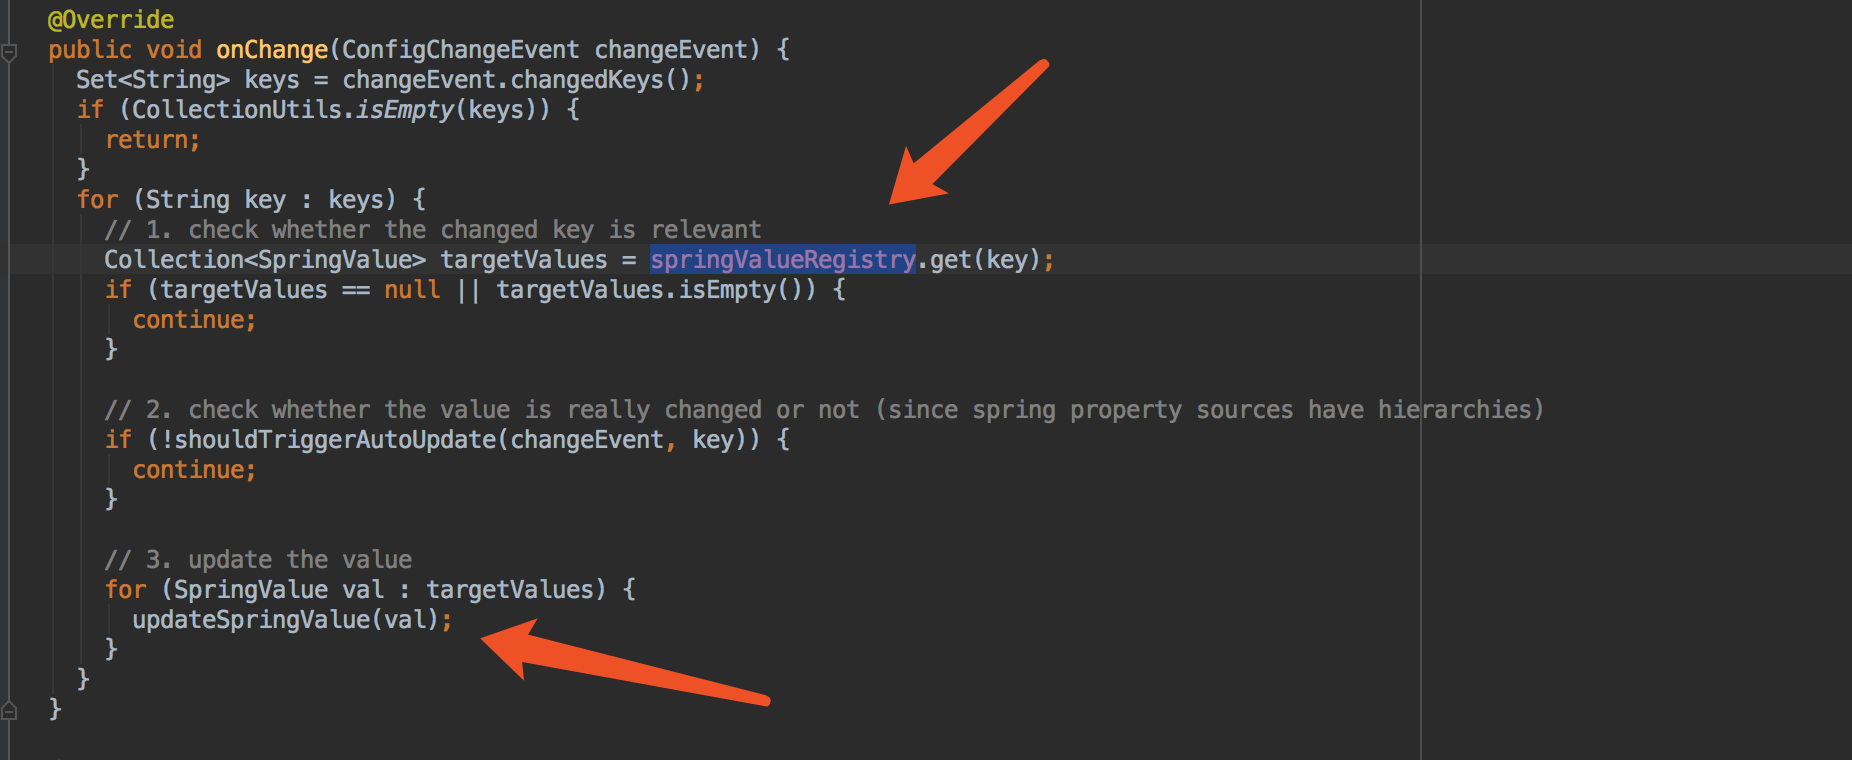 @Override
public void onChange(ConfigChangeEvent changeEvent) {
Set<String> keys = changeEvent.changedKeys();
if (CollectionUtils.isEmpty(keys)) {
return;
}
for (String key : keys) {
// 1. check whether the changed key is relevant
Collection<SpringValue> targetValues = springValueRegistry.get(key);
if (targetValues == null || targetValues.isEmpty()) {
continue;
}
// 2. check whether the value is really changed or not (since spring property sources have hierarchies)
if (!shouldTriggerAutoUpdate(changeEvent, key)) {
continue;
}
// 3. update the value
for (SpringValue val : targetValues) {
updateSpringValue(val);
}
}
}